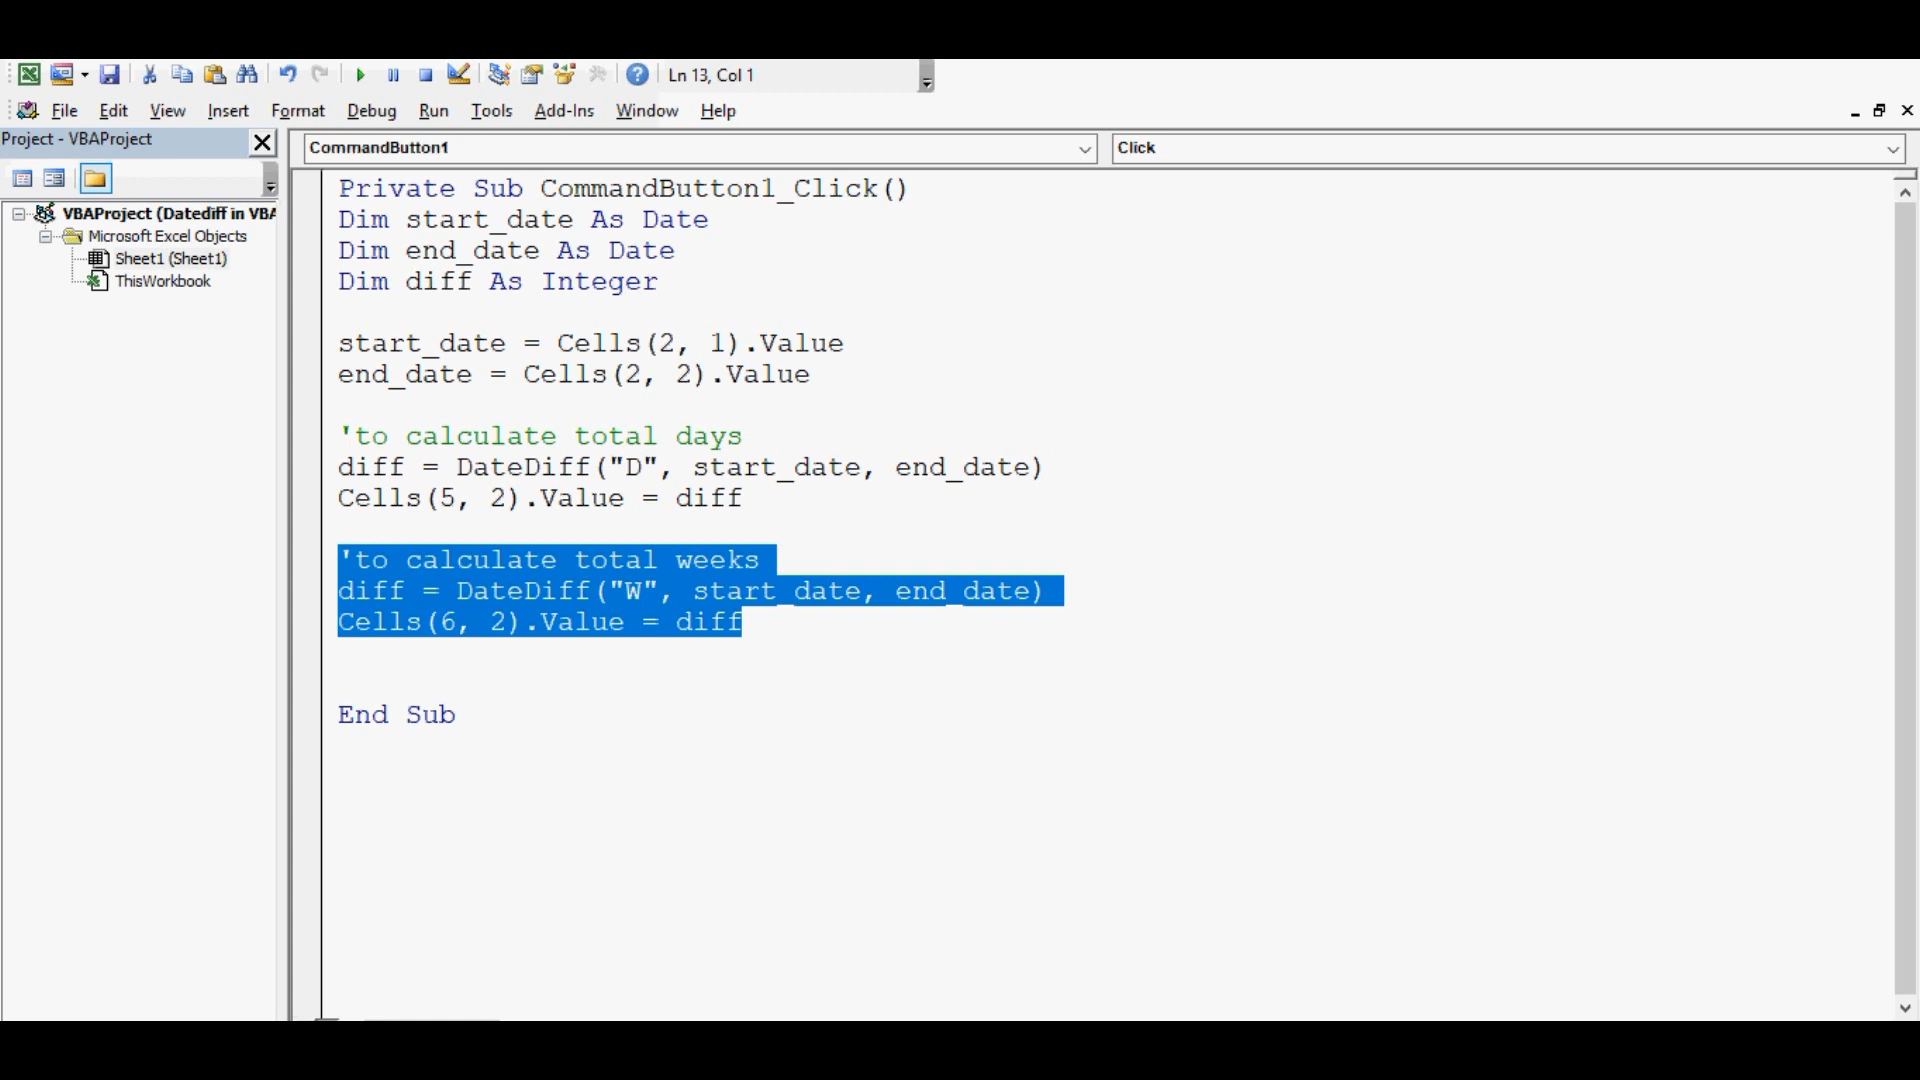 Ln 13, Col 1
File Edit View Insert Format Debug Run Tools Add-Ins Window Help
Project - VBAProject
CommandButton1
Click
VBAProject (Datediff in VBA
Microsoft Excel Objects
Sheet1 (Sheet1)
ThisWorkbook
Private Sub CommandButton1_Click()
Dim start_date As Date
Dim end_date As Date
Dim diff As Integer
start_date = Cells(2, 1).Value
end_date = Cells(2, 2).Value
'to calculate total days
diff = DateDiff("D", start_date, end_date)
Cells(5, 2).Value = diff
'to calculate total weeks
diff = DateDiff("W", start_date, end_date)
Cells(6, 2).Value = diff
End Sub